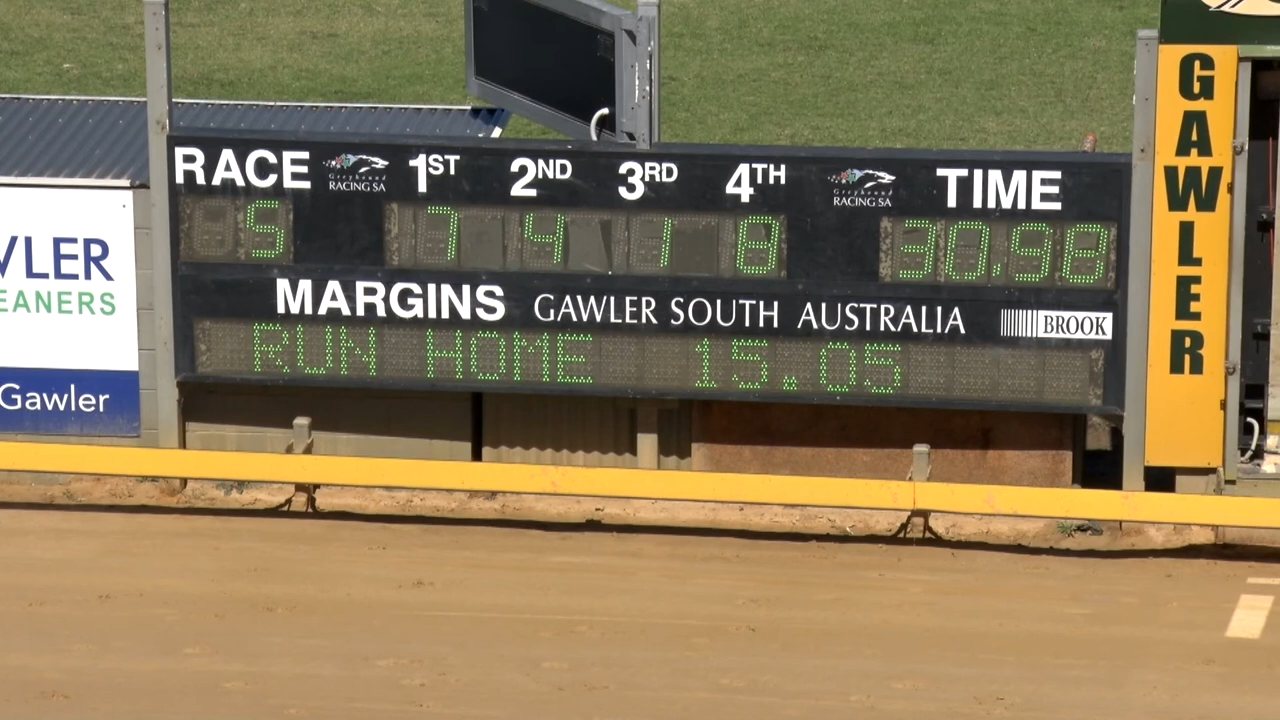 RACE 1ST 2ND 3RD 4TH TIME
Greyhound RACING SA
Greyhound RACING SA
5 7 4 1 8 30.98
MARGINS GAWLER SOUTH AUSTRALIA BROOK
RUN HOME 15.05
GAWLER
WLER
EANERS
Gawler